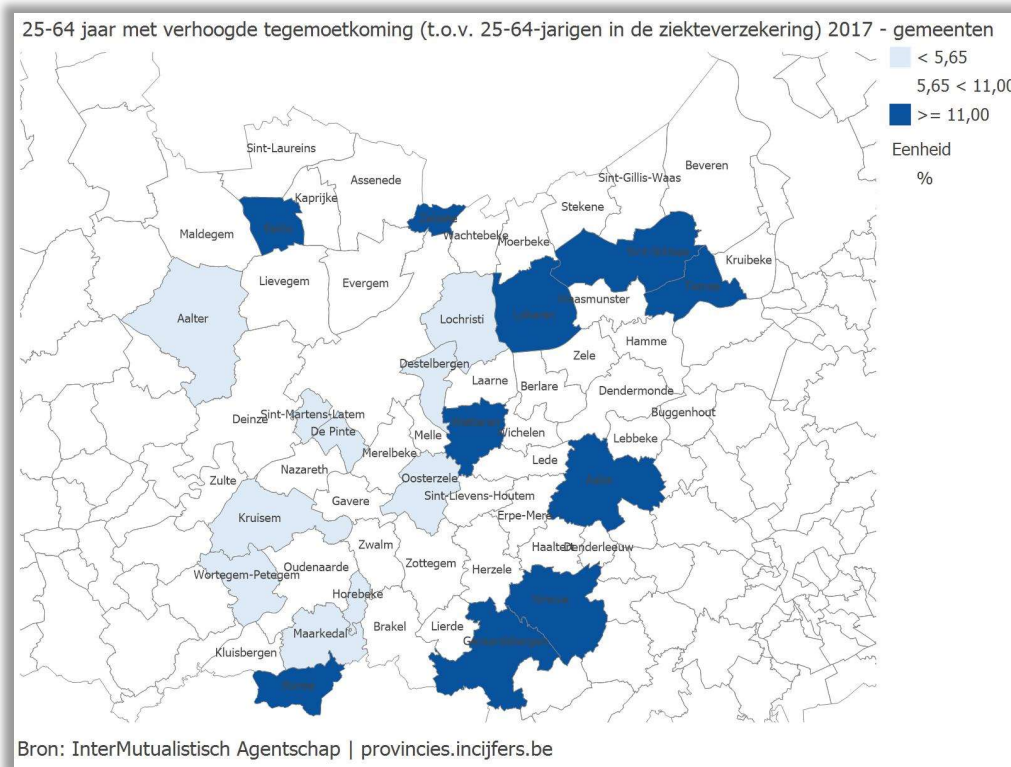 25-64 jaar met verhoogde tegemoetkoming (t.o.v. 25-64-jarigen in de ziekteverzekering) 2017 - gemeenten
< 5,65
5,65 < 11,00
>= 11,00
Eenheid
%
Sint-Laureins
Beveren
Assenede
Sint-Gillis-Waas
Kaprijke
Stekene
Maldegem
Wachtebeke
Moerbeke
Kruibeke
Lievegem
Evergem
Aalter
Lochristi
Hamme
Zele
Destelbergen
Laarne
Berlare
Dendermonde
Buggenhout
Deinze
Sint-Martens-Latem
De Pinte
Melle
Lebbeke
Merelbeke
Lede
Nazareth
Zulte
Oosterzele
Gavere
Sint-Lievens-Houtem
Kruisem
Zwalm
Zottegem
Haaltert
Denderleeuw
Oudenaarde
Herzele
Wortegem-Petegem
Horebeke
Brakel
Lierde
Maarkedal
Kluisbergen
Bron: InterMutualistisch Agentschap | provincies.incijfers.be